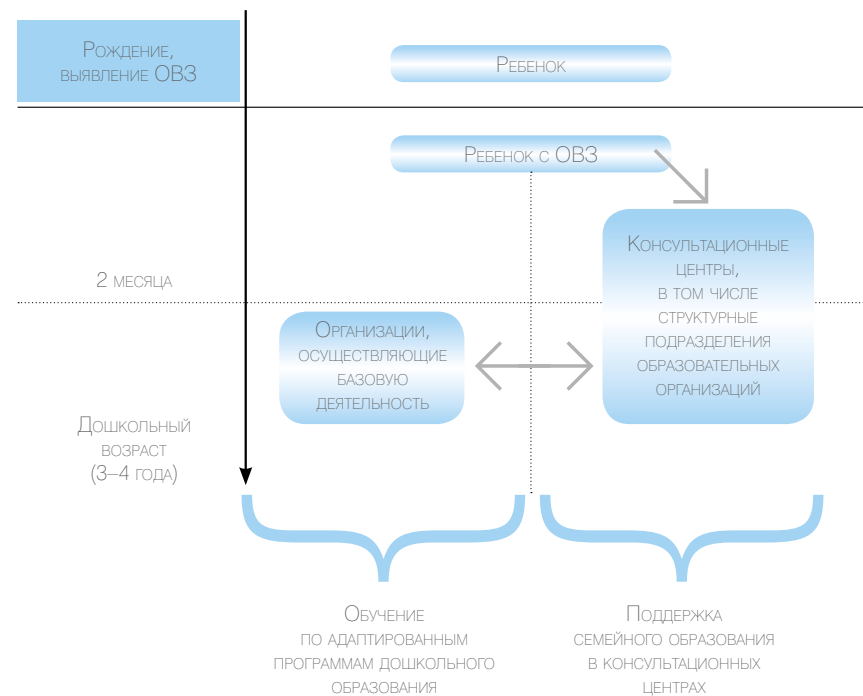 Рождение,
выявление ОВЗ
Ребенок
Ребенок с ОВЗ
Консультационные
центры,
в том числе
структурные
подразделения
образовательных
организаций
2 месяца
Организации,
осуществляющие
базовую
деятельность
Дошкольный
возраст
(3–4 года)
Обучение
по адаптированным
программам дошкольного
образования
Поддержка
семейного образования
в консультационных
центрах